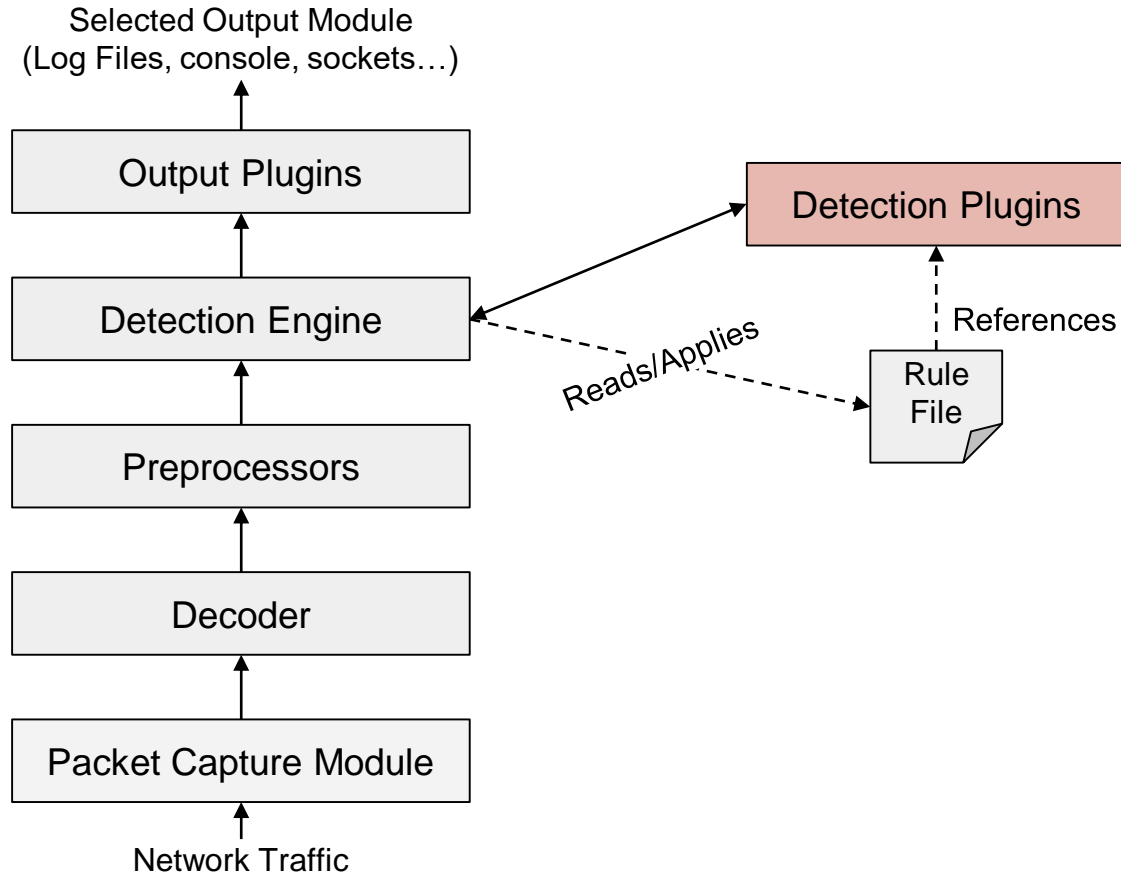 Selected Output Module
(Log Files, console, sockets…)
Output Plugins
Detection Plugins
Detection Engine
References
Reads/Applies
Rule
File
Preprocessors
Decoder
Packet Capture Module
Network Traffic